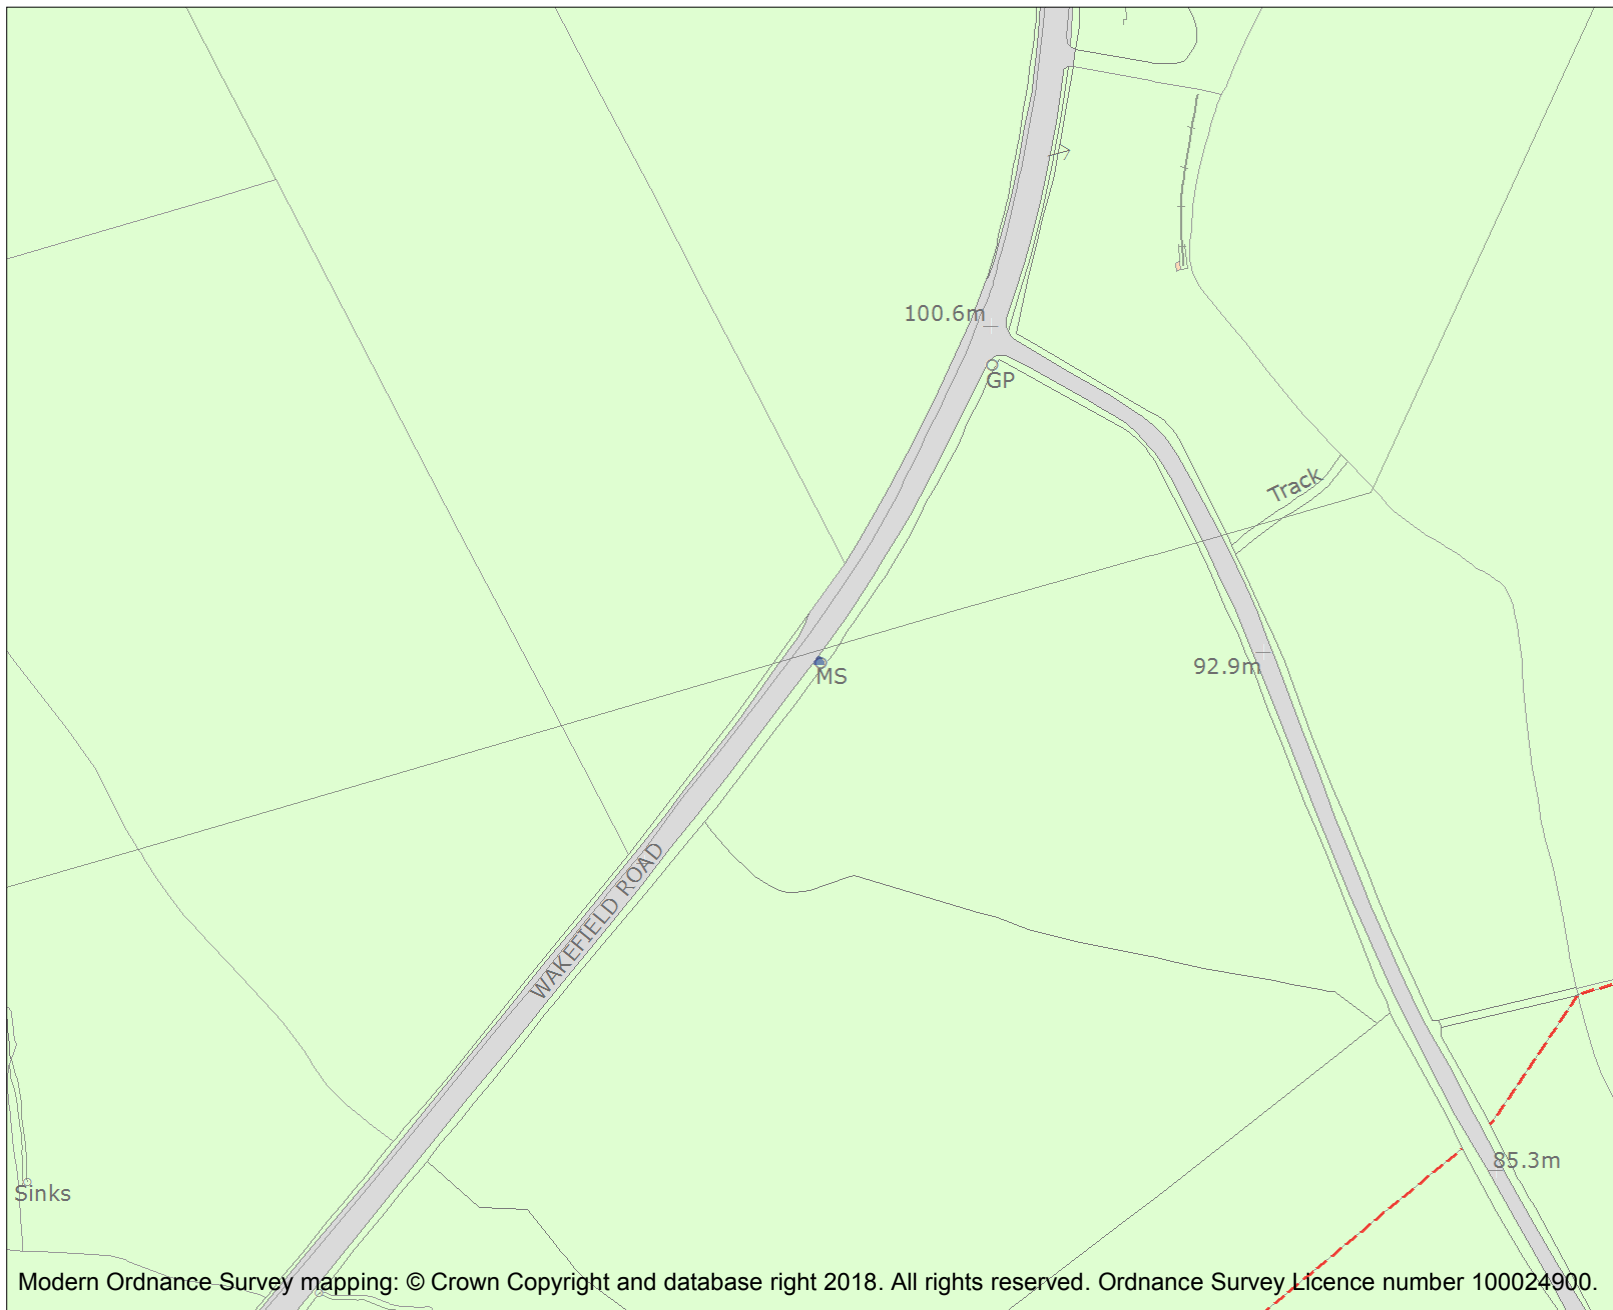 100.6m
GP
Track
MS
92.9m
WAKEFIELD ROAD
85.3m
Sinks
Modern Ordnance Survey mapping: © Crown Copyright and database right 2018. All rights reserved. Ordnance Survey Licence number 100024900.